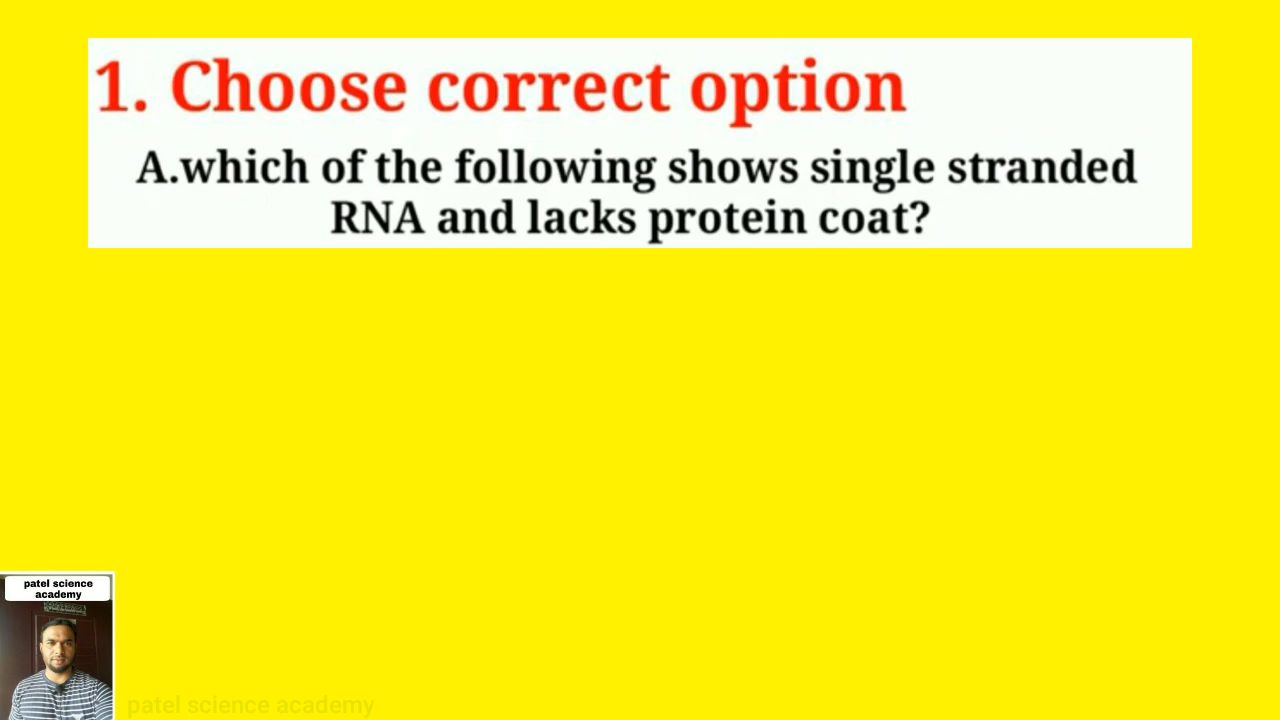 1. Choose correct option
A.which of the following shows single stranded
RNA and lacks protein coat?
patel science
academy
patel science academy